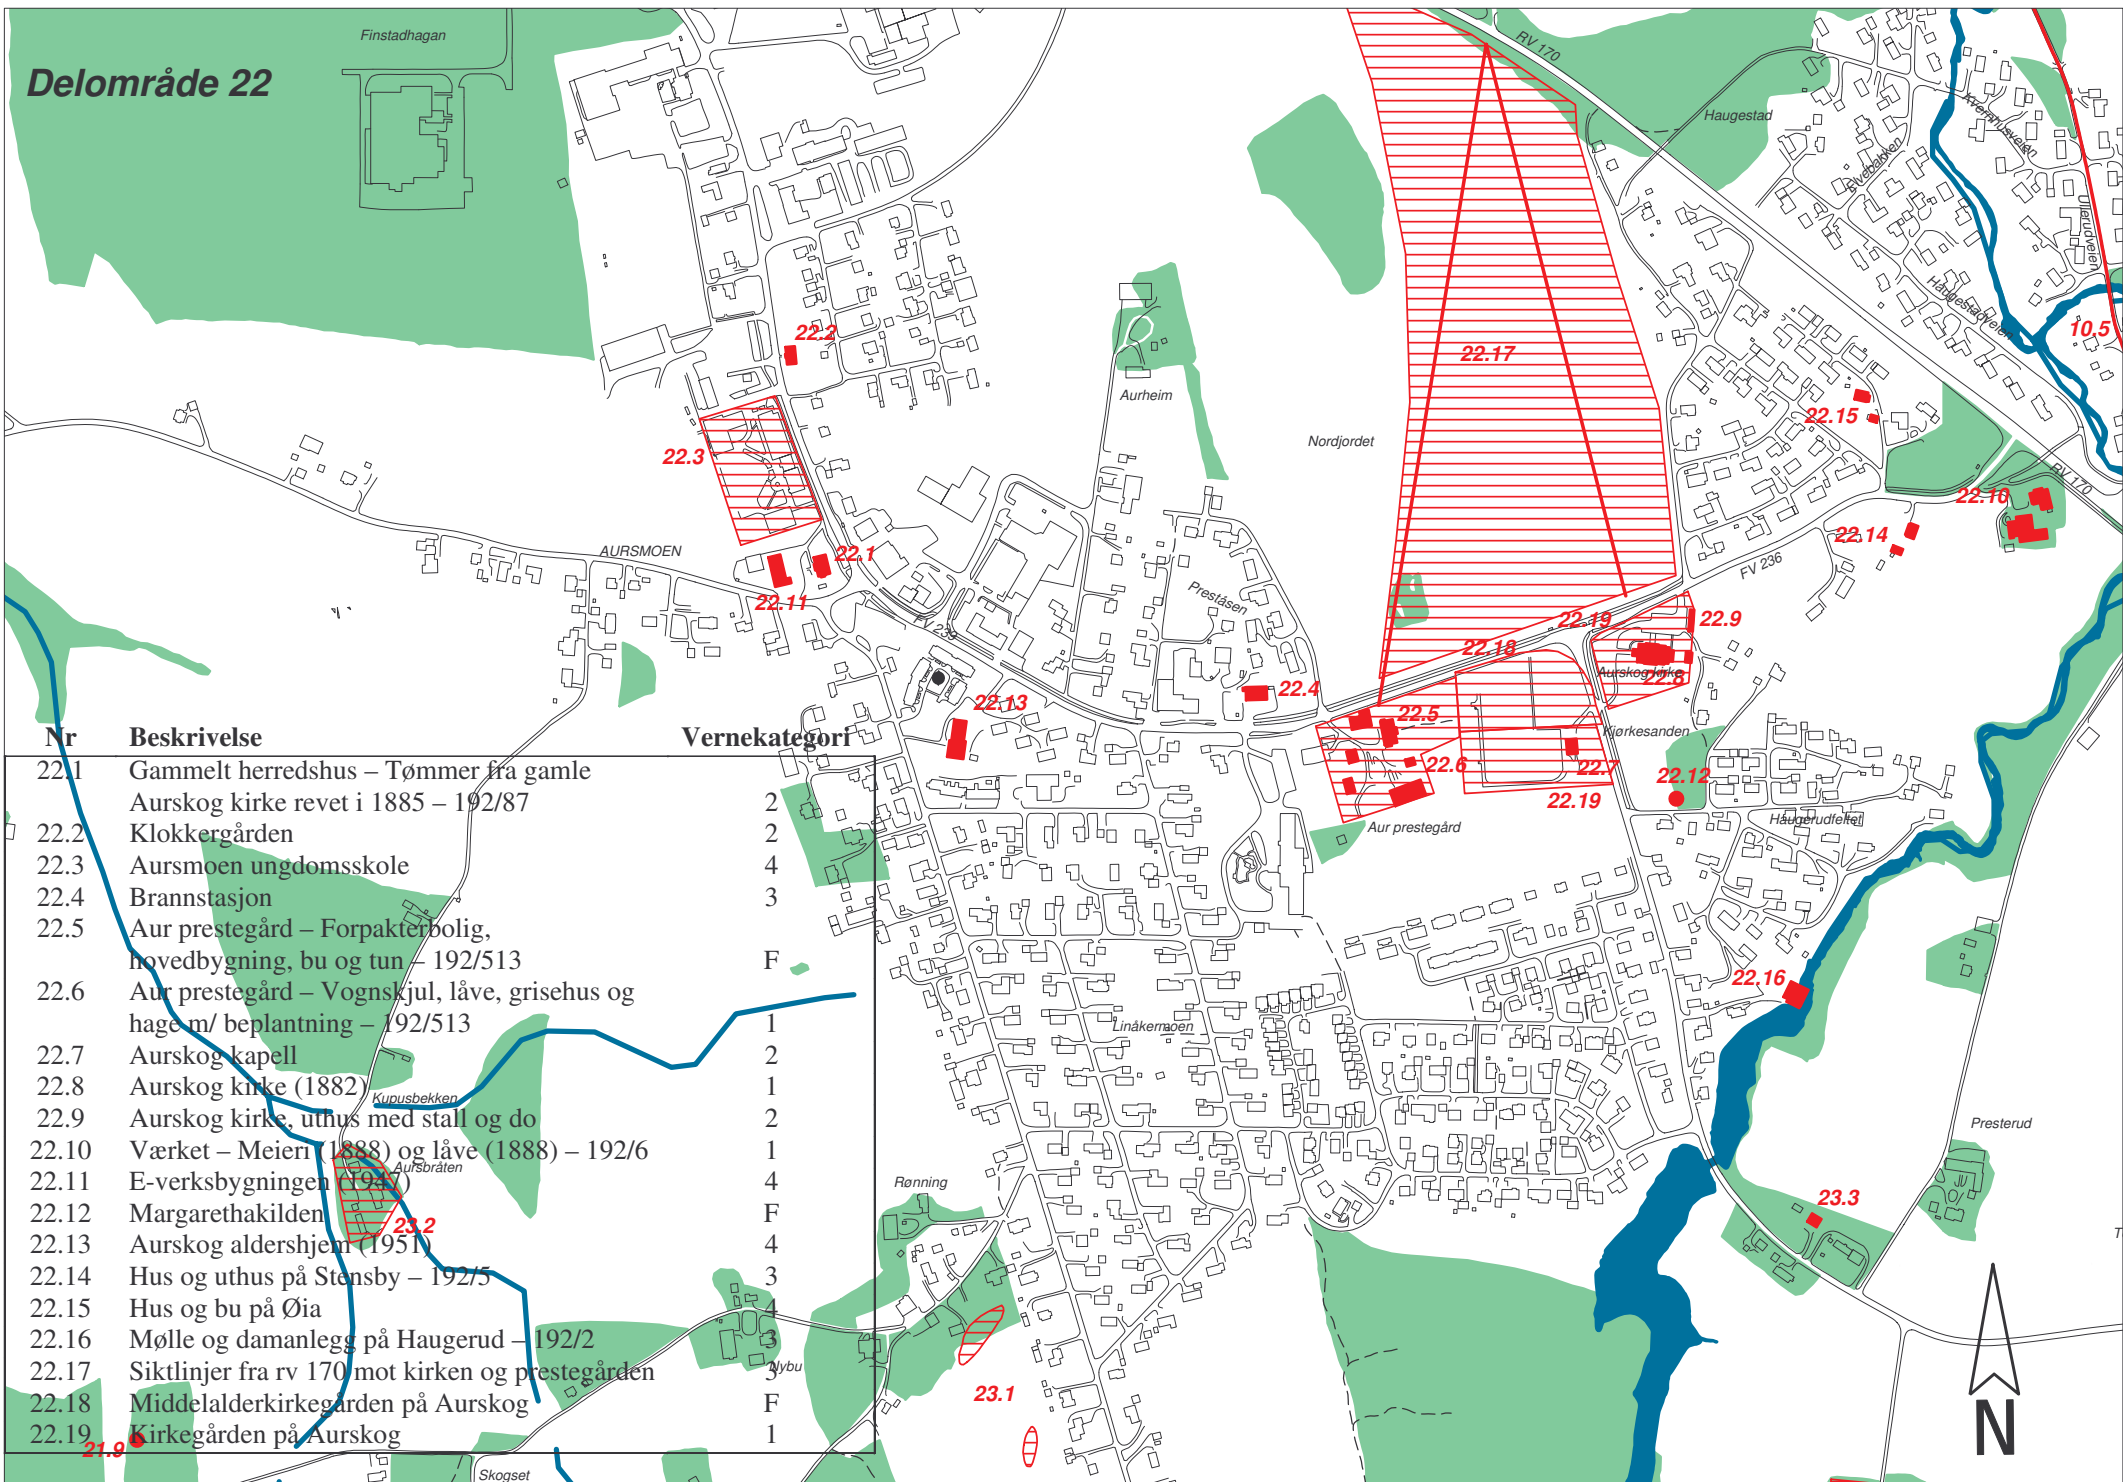 Finstadhagan
Delområde 22
RV 170
Haugestad
Kvernhusveien
Elvebakken
Ullerudveien
Haugestadveien
10.5
22.2
22.17
Aurheim
22.15
Nordjordet
22.3
RV 170
22.10
22.14
AURSMOEN
22.1
FV 236
22.11
Preståsen
FV 239
22.19
22.9
22.18
Aurskog kirke
22.8
22.4
22.13
22.5
Kjørkesanden
22.6
22.7
22.12
22.19
Haugerudfeltet
Aur prestegård
22.16
Linåkermoen
Kupusbekken
Aursbråten
Presterud
Rønning
23.3
23.2
T
Nybu
23.1
N
21.9
Skogset
Nr Beskrivelse Vernekategori
22.1 Gammelt herredshus – Tømmer fra gamle
Aurskog kirke revet i 1885 – 192/87 2
22.2 Klokkergården 2
22.3 Aursmoen ungdomsskole 4
22.4 Brannstasjon 3
22.5 Aur prestegård – Forpakterbolig,
hovedbygning, bu og tun – 192/513 F
22.6 Aur prestegård – Vognskjul, låve, grisehus og
hage m/ beplantning – 192/513 1
22.7 Aurskog kapell 2
22.8 Aurskog kirke (1882) 1
22.9 Aurskog kirke, uthus med stall og do 2
22.10 Værket – Meieri (1888) og låve (1888) – 192/6 1
22.11 E-verksbygningen (1947) 4
22.12 Margarethakilden F
22.13 Aurskog aldershjem (1951) 4
22.14 Hus og uthus på Stensby – 192/5 3
22.15 Hus og bu på Øia 4
22.16 Mølle og damanlegg på Haugerud – 192/2 3
22.17 Siktlinjer fra rv 170 mot kirken og prestegården 3
22.18 Middelalderkirkegården på Aurskog F
22.19 Kirkegården på Aurskog 1